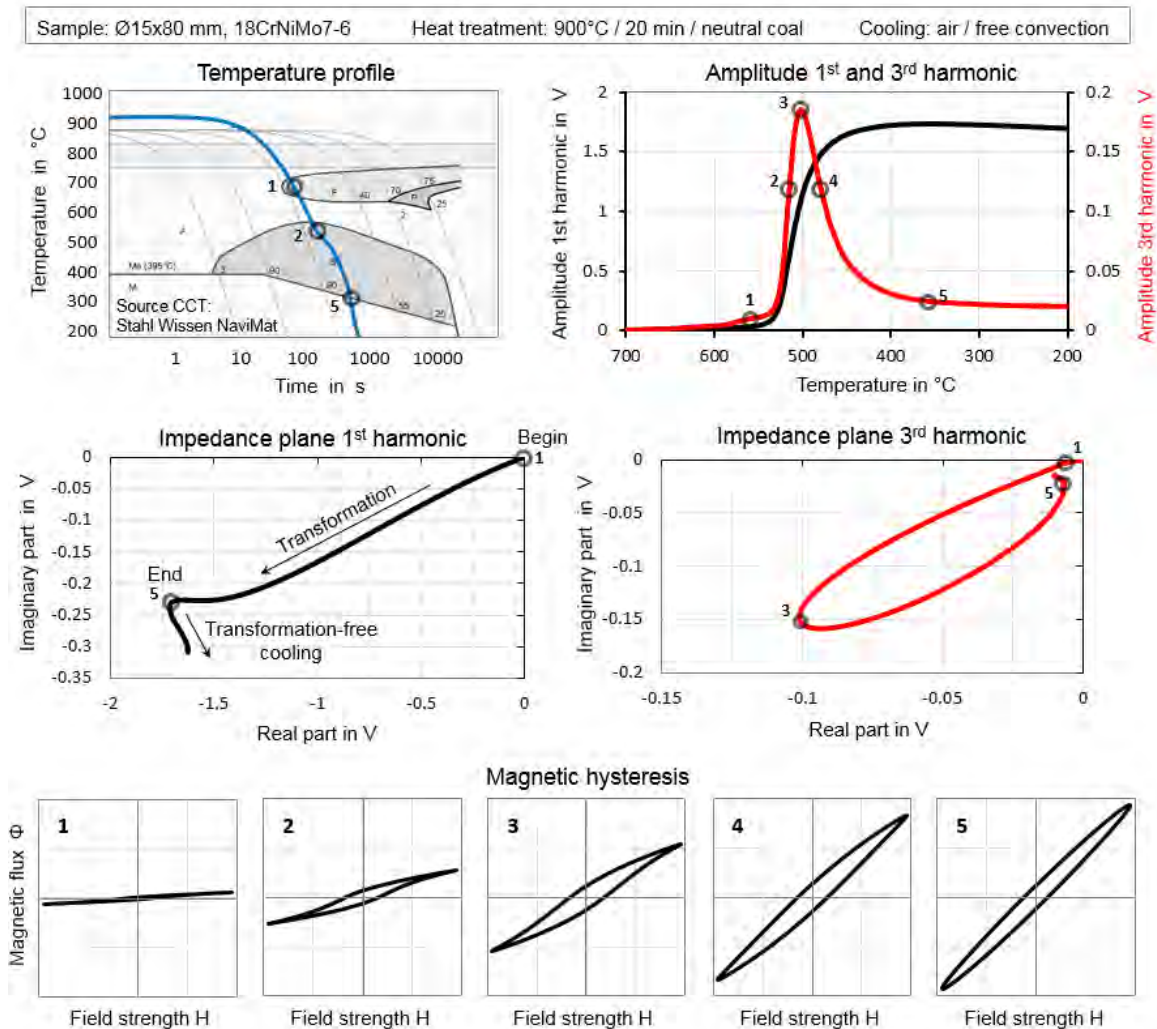 Sample: Ø15x80 mm, 18CrNiMo7-6 Heat treatment: 900°C / 20 min / neutral coal Cooling: air / free convection
Temperature profile
Temperature in °C
1000
900
800
700
600
500
400
300
200
1
2
5
F
40
70
75
P
25
2
Ms (395°C)
M
90
55
25
Source CCT:
Stahl Wissen NaviMat
1
10
100
1000
10000
Time in s
Amplitude 1st and 3rd harmonic
Amplitude 1st harmonic in V
2
1.5
1
0.5
0
Amplitude 3rd harmonic in V
0.2
0.15
0.1
0.05
0
3
2
4
1
5
700
600
500
400
300
200
Temperature in °C
Impedance plane 1st harmonic
Begin
1
Imaginary part in V
0
-0.05
-0.1
-0.15
-0.2
-0.25
-0.3
-0.35
Transformation
End
5
Transformation-free
cooling
-2
-1.5
-1
-0.5
0
Real part in V
Impedance plane 3rd harmonic
Imaginary part in V
0
-0.05
-0.1
-0.15
-0.2
1
5
3
-0.15
-0.1
-0.05
0
Real part in V
Magnetic hysteresis
Magnetic flux Φ
1
2
3
4
5
Field strength H
Field strength H
Field strength H
Field strength H
Field strength H